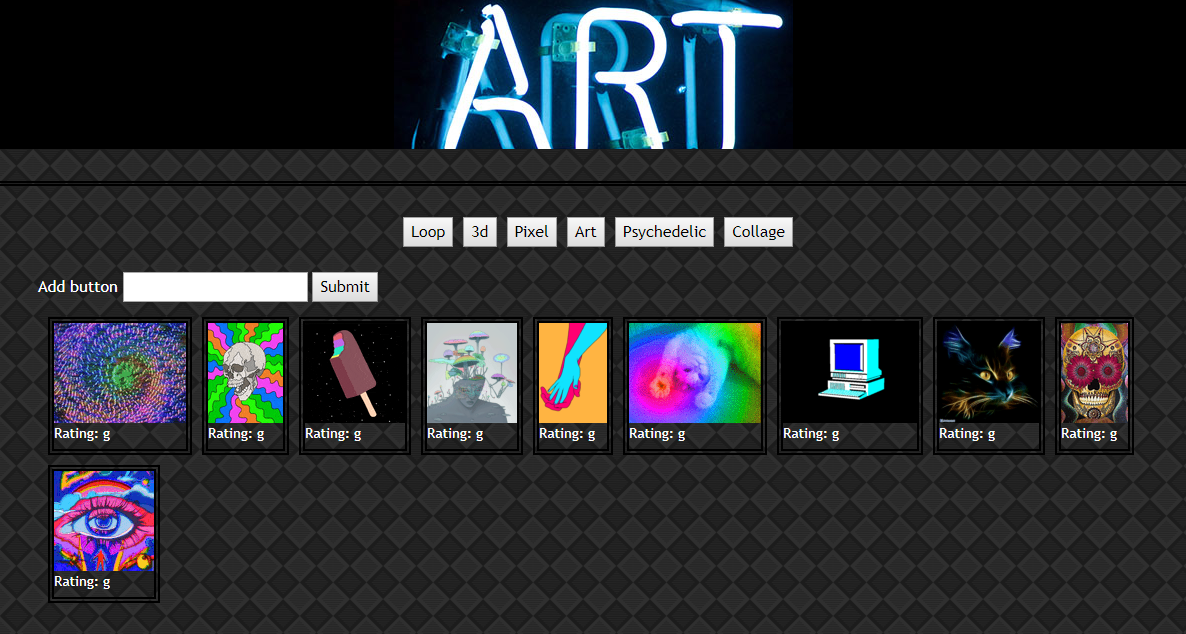 ART
Loop 3d Pixel Art Psychedelic Collage
Add button Submit
Rating: g Rating: g Rating: g Rating: g Rating: g Rating: g Rating: g Rating: g Rating: g
Rating: g